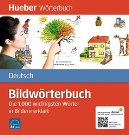 Hueber Wörterbuch
Deutsch
Bildwörterbuch
Die 1.000 wichtigsten Wörter
in Bildern erklärt